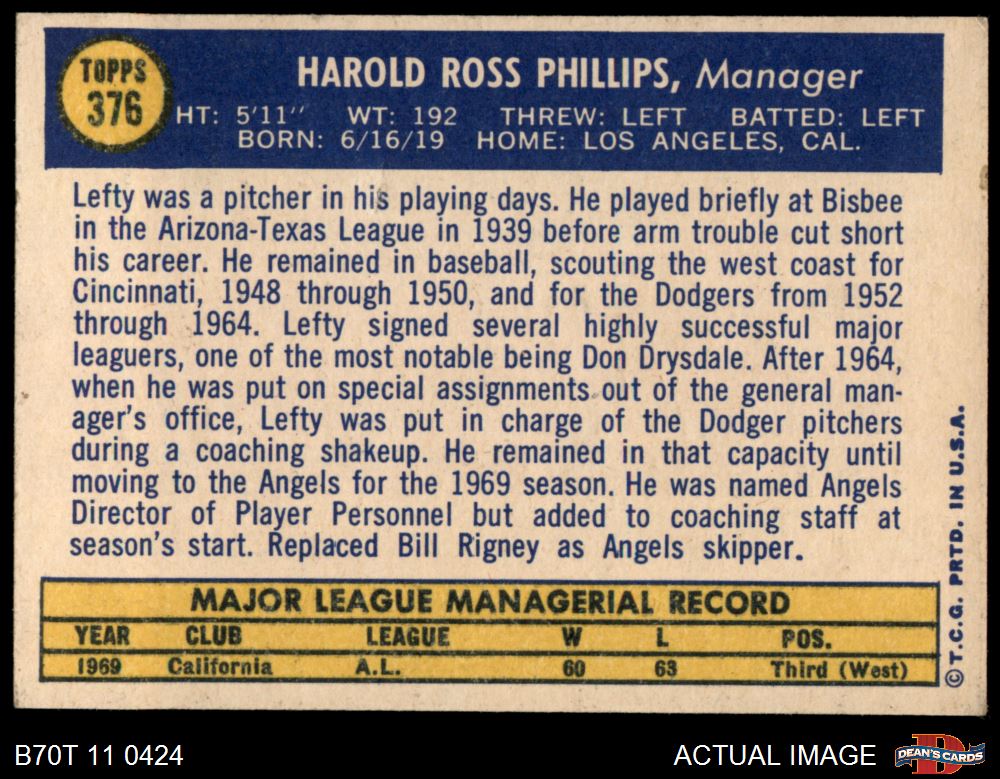 TOPPS
376
HAROLD ROSS PHILLIPS, Manager
HT: 5'11" WT: 192 THREW: LEFT BATTED: LEFT
BORN: 6/16/19 HOME: LOS ANGELES, CAL.
Lefty was a pitcher in his playing days. He played briefly at Bisbee
in the Arizona-Texas League in 1939 before arm trouble cut short
his career. He remained in baseball, scouting the west coast for
Cincinnati, 1948 through 1950, and for the Dodgers from 1952
through 1964. Lefty signed several highly successful major
leaguers, one of the most notable being Don Drysdale. After 1964,
when he was put on special assignments out of the general man-
ager's office, Lefty was put in charge of the Dodger pitchers
during a coaching shakeup. He remained in that capacity until
moving to the Angels for the 1969 season. He was named Angels
Director of Player Personnel but added to coaching staff at
season's start. Replaced Bill Rigney as Angels skipper.
MAJOR LEAGUE MANAGERIAL RECORD
YEAR CLUB LEAGUE W L POS.
1969 California A.L. 60 63 Third (West)
©T.C.G. PRTD. IN U.S.A.
B70T 11 0424
ACTUAL IMAGE
DEAN'S CARDS